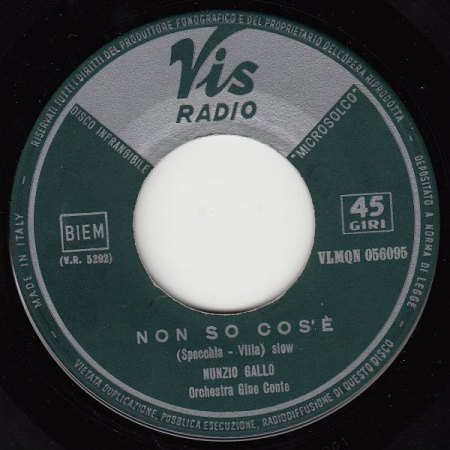 RISERVATI TUTTI I DIRITTI DEL PRODUTTORE FONOGRAFICO E DEL PROPRIETARIO DELL'OPERA RIPRODOTTA
Vis
RADIO
DISCO INFRANGIBILE
"MICROSOLCO"
DEPOSITATO A NORMA DI LEGGE
MADE IN ITALY
BIEM
(V.R. 5292)
45
GIRI
VLMQN 056095
NON SO COS'È
(Specchia - Villa) slow
NUNZIO GALLO
Orchestra Gino Conte
VIETATA DUPLICAZIONE, PUBBLICA ESECUZIONE, RADIODIFFUSIONE DI QUESTO DISCO